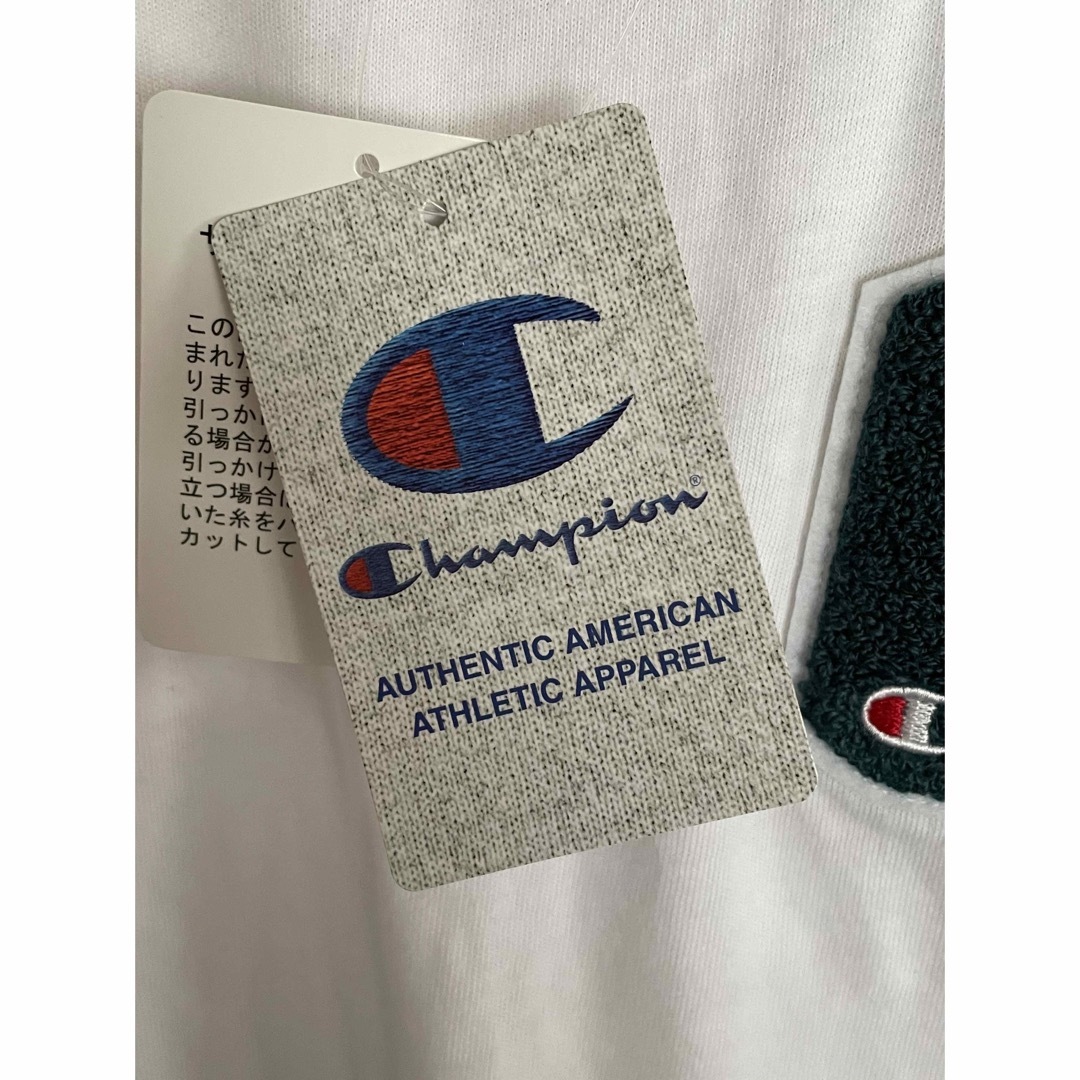 Champion®
AUTHENTIC AMERICAN
ATHLETIC APPAREL
この
まれた
ります
引っか
る場合が
引っかけ
立つ場合に
いた糸を
カットして